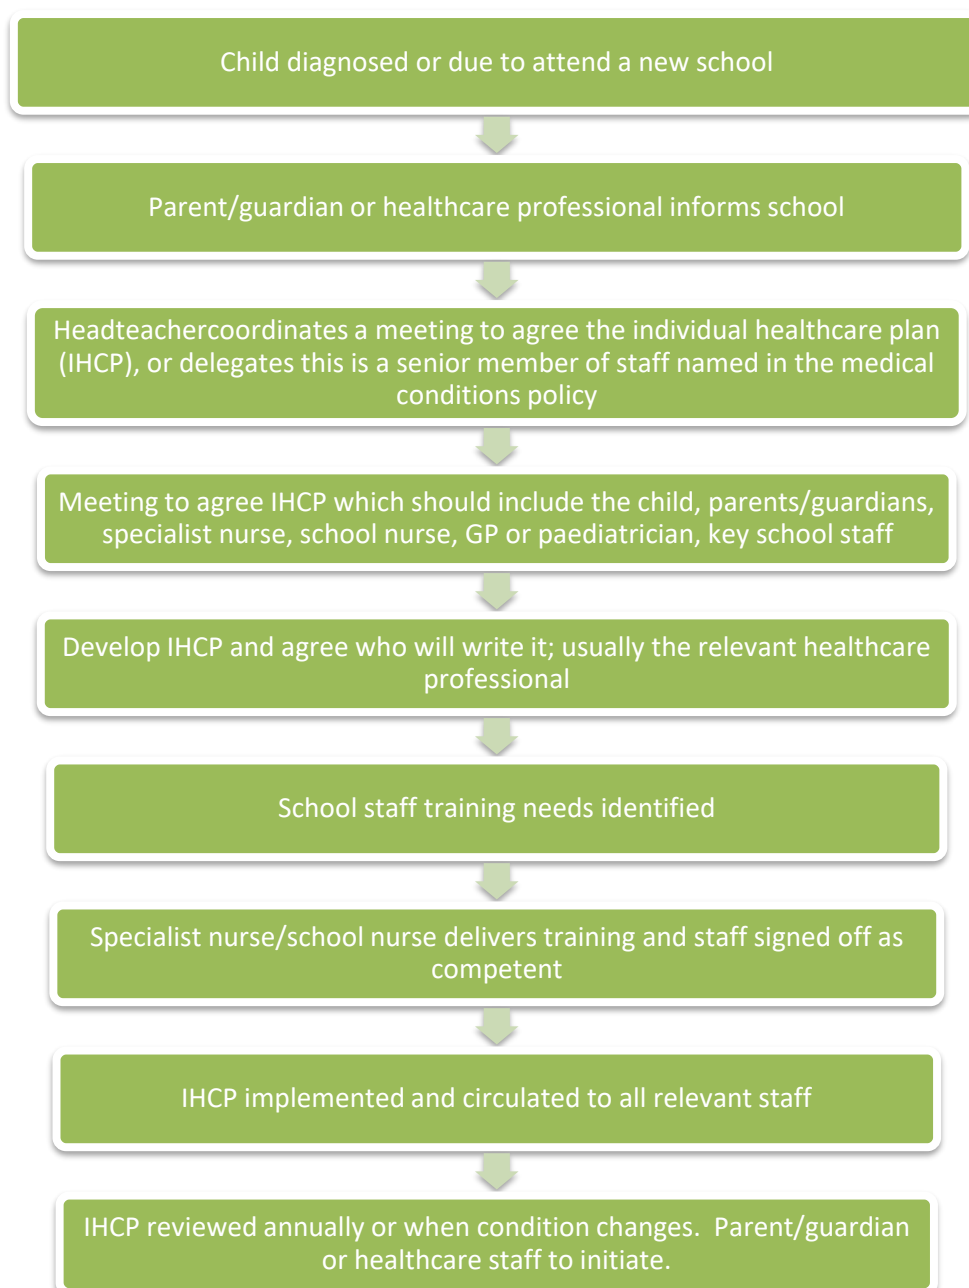 Child diagnosed or due to attend a new school
Parent/guardian or healthcare professional informs school
Headteachercoordinates a meeting to agree the individual healthcare plan
(IHCP), or delegates this is a senior member of staff named in the medical
conditions policy
Meeting to agree IHCP which should include the child, parents/guardians,
specialist nurse, school nurse, GP or paediatrician, key school staff
Develop IHCP and agree who will write it; usually the relevant healthcare
professional
School staff training needs identified
Specialist nurse/school nurse delivers training and staff signed off as
competent
IHCP implemented and circulated to all relevant staff
IHCP reviewed annually or when condition changes.  Parent/guardian
or healthcare staff to initiate.